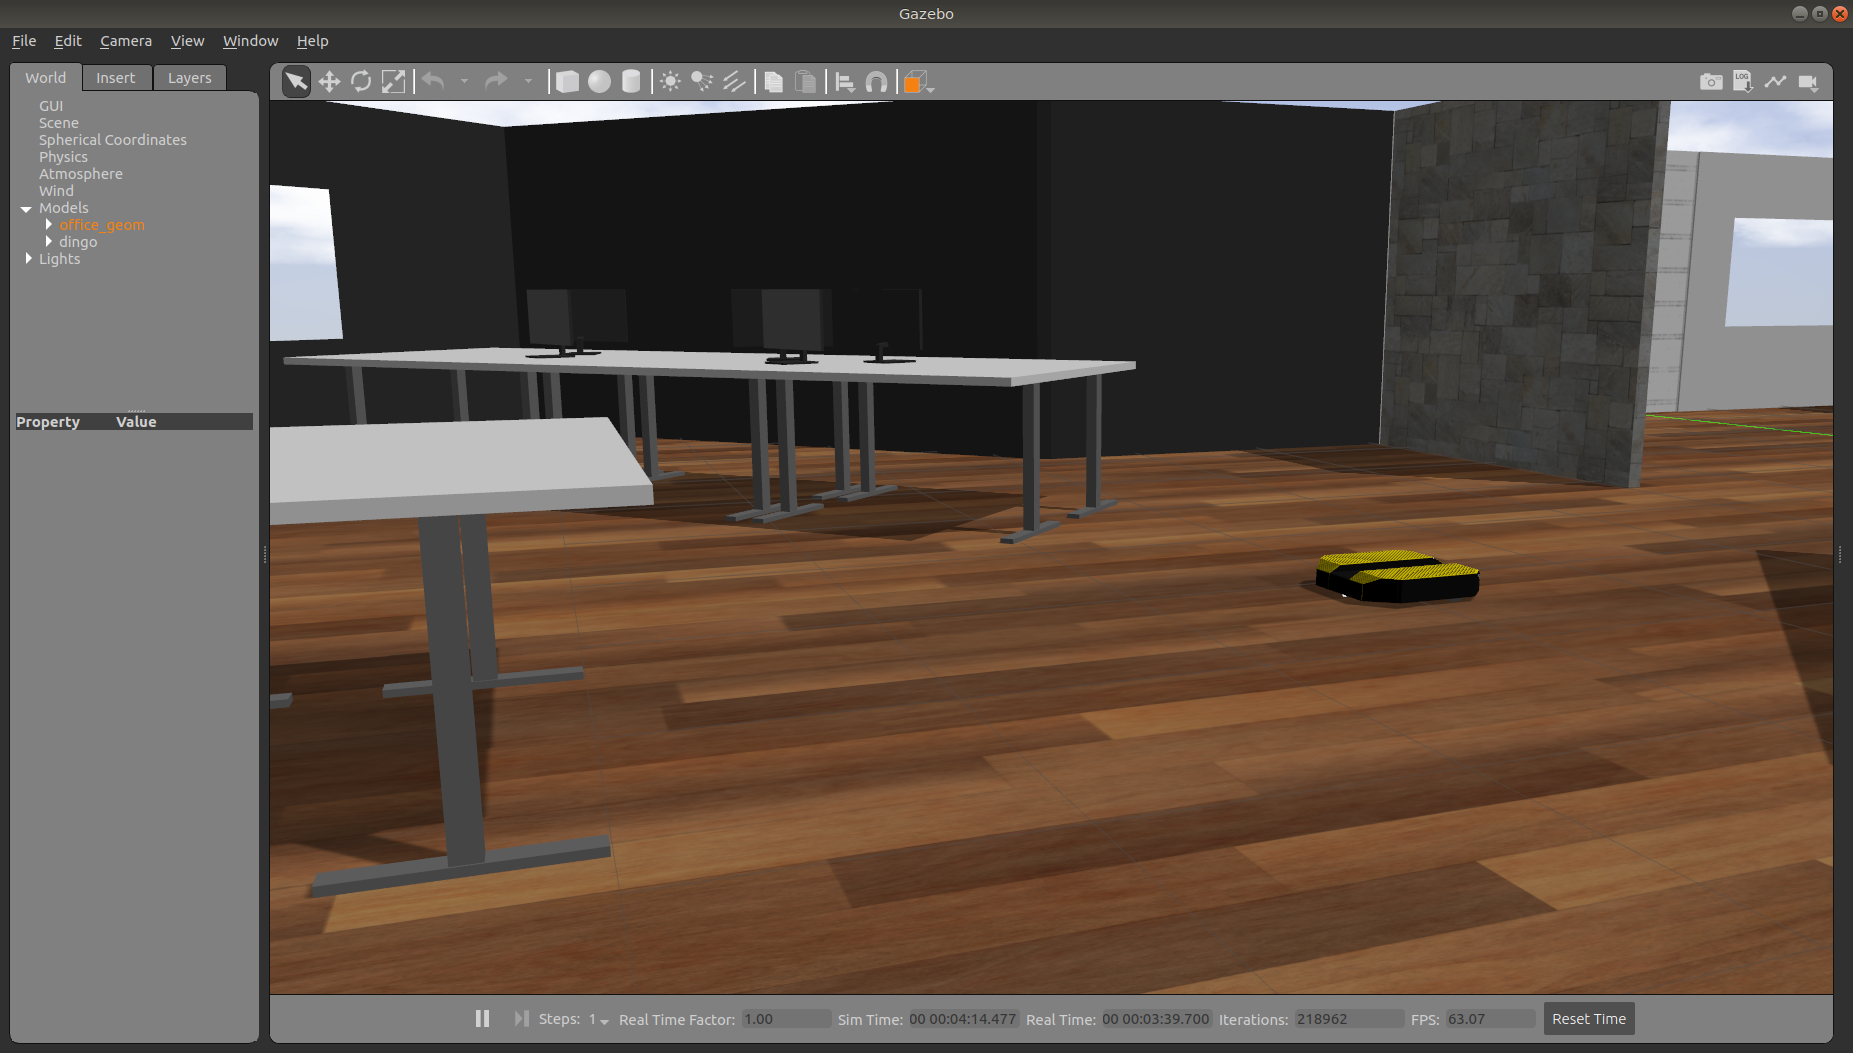 Gazebo
File Edit Camera View Window Help
World Insert Layers
LOG
GUI
Scene
Spherical Coordinates
Physics
Atmosphere
Wind
Models
office_geom
dingo
Lights
Property Value
Steps: 1 Real Time Factor: 1.00 Sim Time: 00 00:04:14.477 Real Time: 00 00:03:39.700 Iterations: 218962 FPS: 63.07 Reset Time